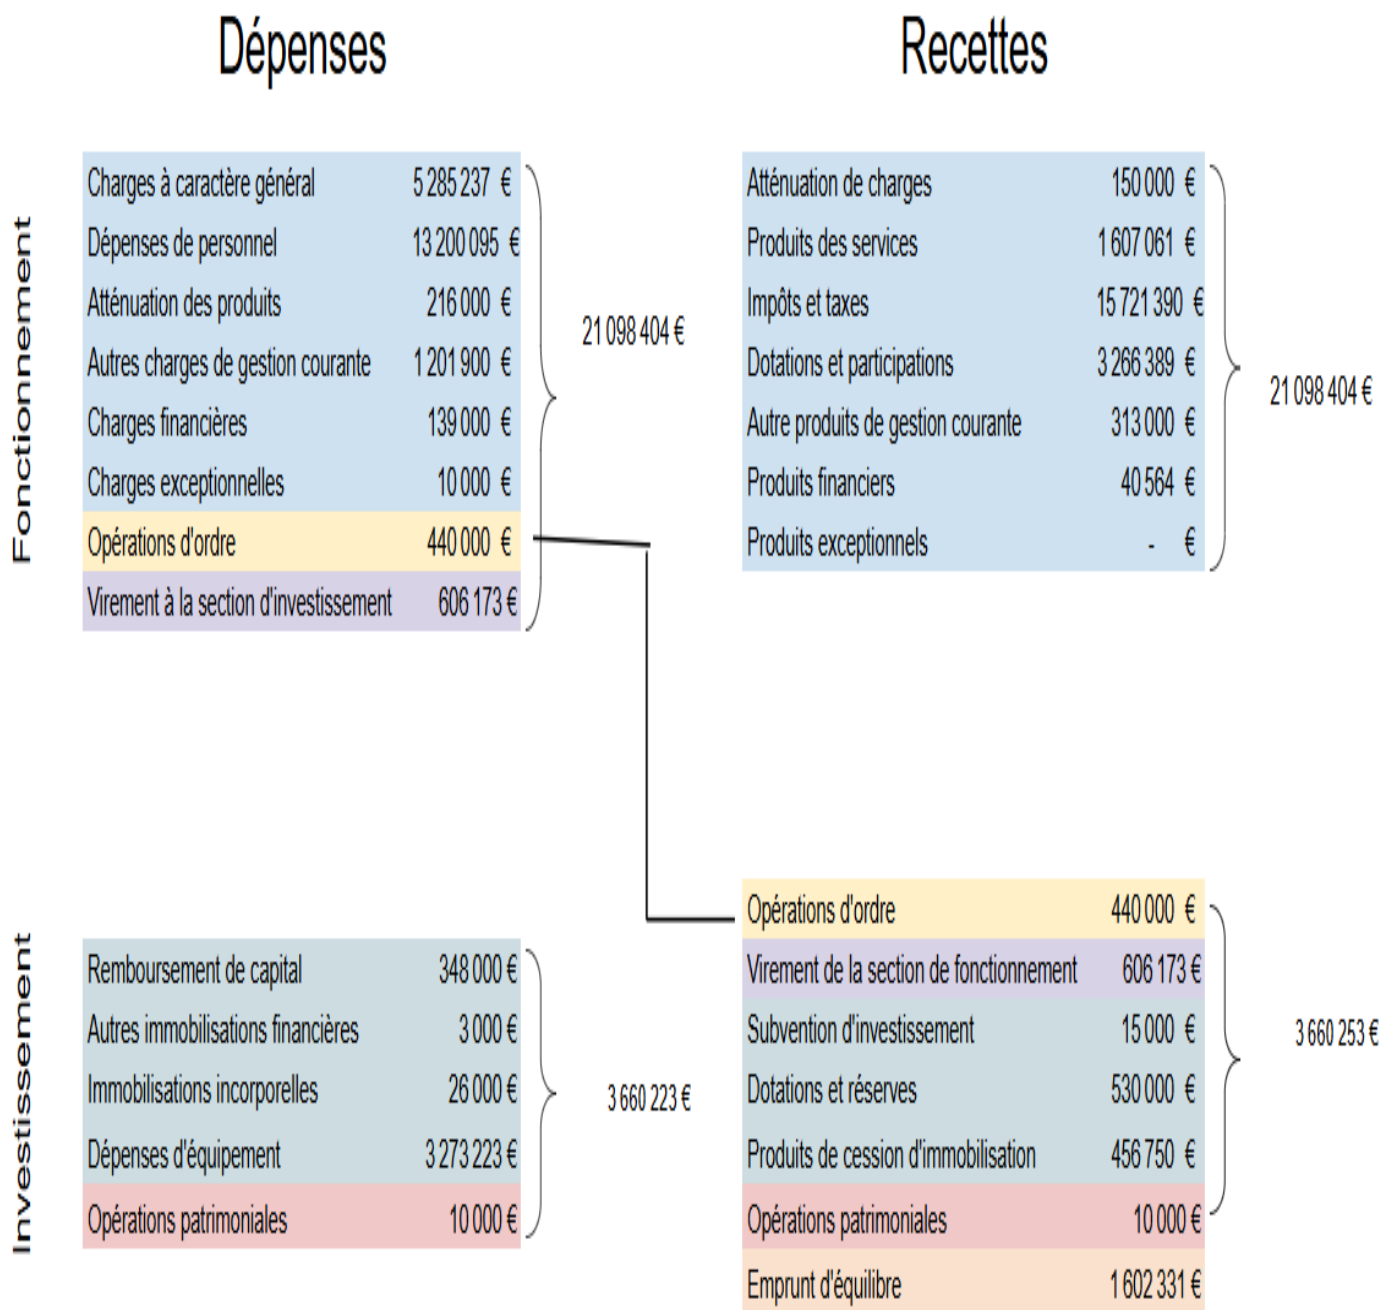 Dépenses
Recettes
Fonctionnement
Charges à caractère général 5 285 237 €
Dépenses de personnel 13 200 095 €
Atténuation des produits 216 000 €
Autres charges de gestion courante 1 201 900 €
Charges financières 139 000 €
Charges exceptionnelles 10 000 €
Opérations d'ordre 440 000 €
Virement à la section d'investissement 606 173 €
21 098 404 €
Atténuation de charges 150 000 €
Produits des services 1 607 061 €
Impôts et taxes 15 721 390 €
Dotations et participations 3 266 389 €
Autre produits de gestion courante 313 000 €
Produits financiers 40 564 €
Produits exceptionnels - €
21 098 404 €
Investissement
Remboursement de capital 348 000 €
Autres immobilisations financières 3 000 €
Immobilisations incorporelles 26 000 €
Dépenses d'équipement 3 273 223 €
Opérations patrimoniales 10 000 €
3 660 223 €
Opérations d'ordre 440 000 €
Virement de la section de fonctionnement 606 173 €
Subvention d'investissement 15 000 €
Dotations et réserves 530 000 €
Produits de cession d'immobilisation 456 750 €
Opérations patrimoniales 10 000 €
Emprunt d'équilibre 1 602 331 €
3 660 253 €